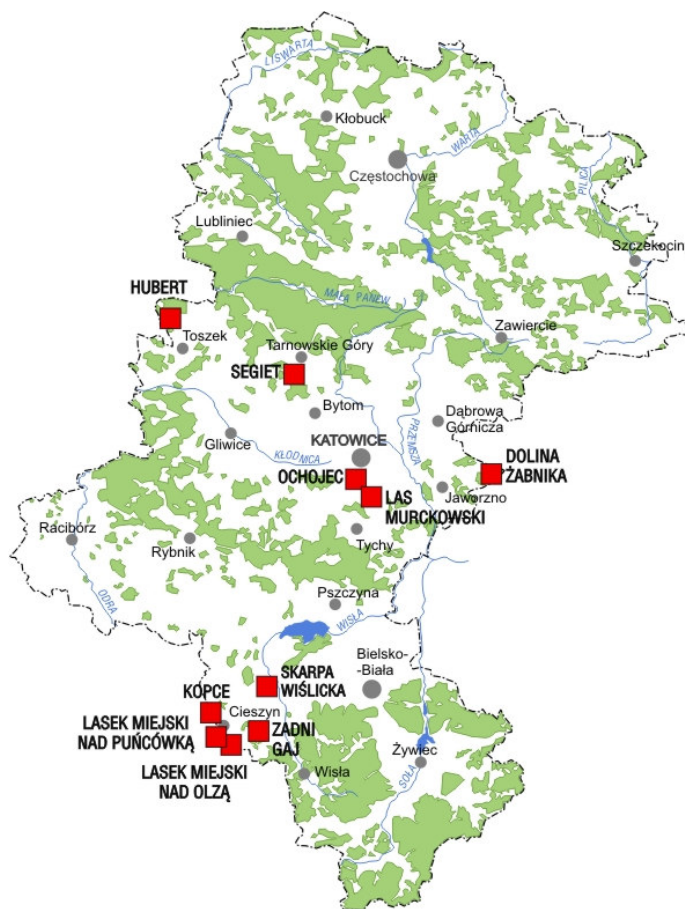 LISWARTA
Kłobuck
WARTA
Częstochowa
PILICA
Lubliniec
Szczekocin
HUBERT
MAŁA PANEW
Toszek
Zawiercie
Tarnowskie Góry
SEGIET
Bytom
Dąbrowa
Górnicza
PRZEMSZA
Gliwice
KŁODNICA
KATOWICE
DOLINA
ŻABNIKA
OCHOJEC
Jaworzno
LAS
MURCKOWSKI
Racibórz
Rybnik
Tychy
ODRA
Pszczyna
WISŁA
Bielsko-
-Biała
SKARPA
WIŚLICKA
KOPCE
Cieszyn
LASEK MIEJSKI
NAD PUŃCÓWKĄ
ZADNI
GAJ
LASEK MIEJSKI
NAD OLZĄ
Wisła
Żywiec
SOŁA